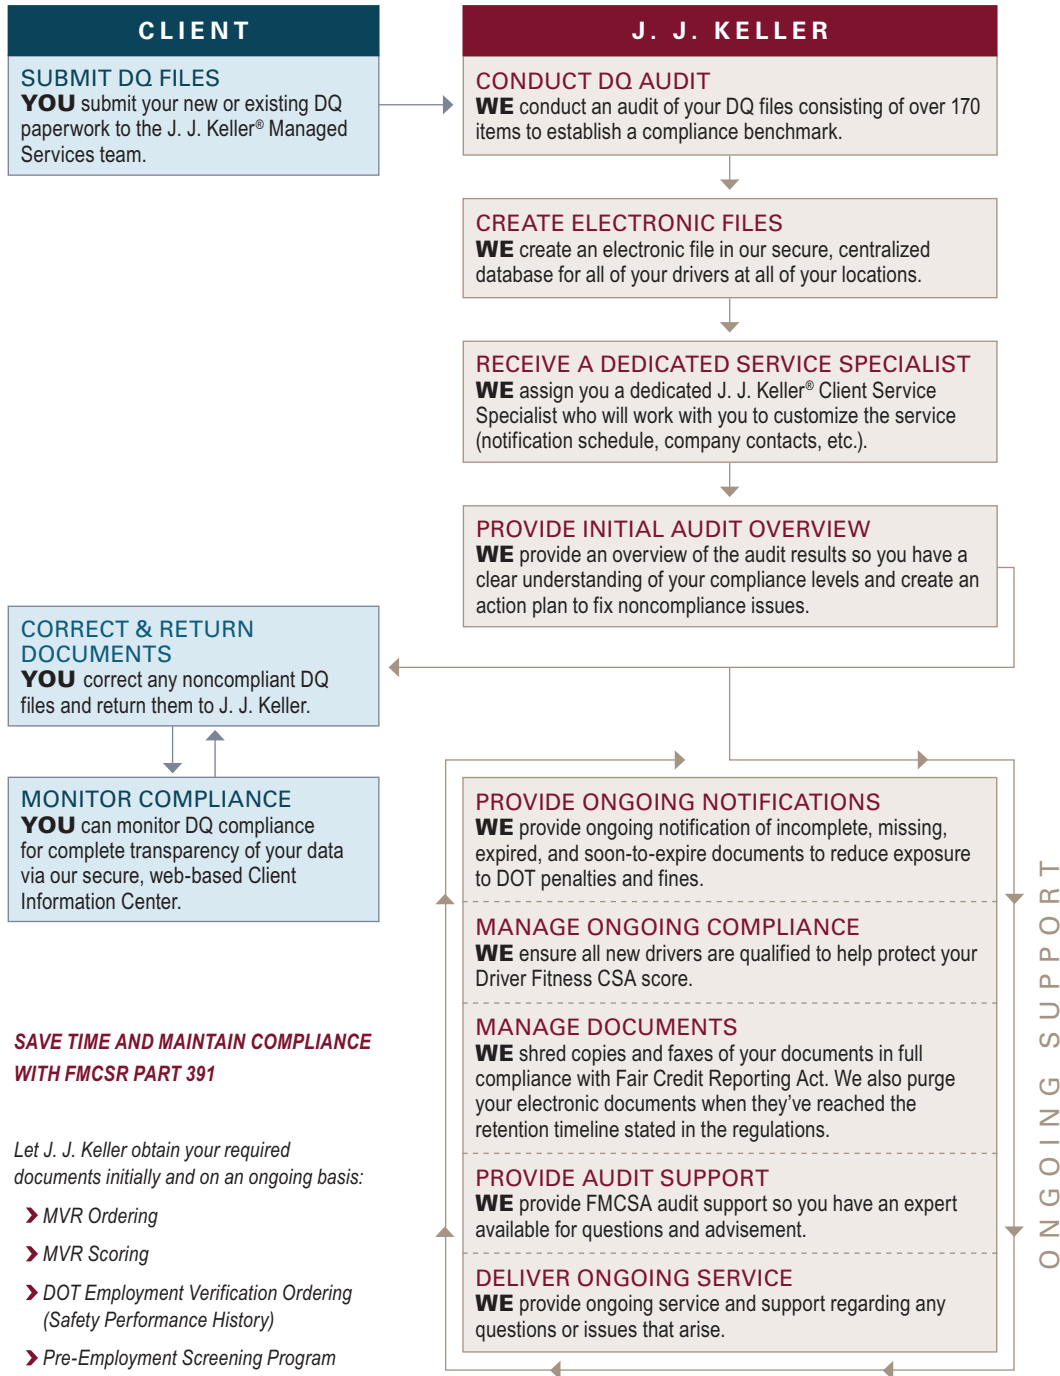 CLIENT
SUBMIT DQ FILES
YOU submit your new or existing DQ
paperwork to the J. J. Keller® Managed
Services team.
J. J. KELLER
CONDUCT DQ AUDIT
WE conduct an audit of your DQ files consisting of over 170
items to establish a compliance benchmark.
CREATE ELECTRONIC FILES
WE create an electronic file in our secure, centralized
database for all of your drivers at all of your locations.
RECEIVE A DEDICATED SERVICE SPECIALIST
WE assign you a dedicated J. J. Keller® Client Service
Specialist who will work with you to customize the service
(notification schedule, company contacts, etc.).
PROVIDE INITIAL AUDIT OVERVIEW
WE provide an overview of the audit results so you have a
clear understanding of your compliance levels and create an
action plan to fix noncompliance issues.
CORRECT & RETURN
DOCUMENTS
YOU correct any noncompliant DQ
files and return them to J. J. Keller.
MONITOR COMPLIANCE
YOU can monitor DQ compliance
for complete transparency of your data
via our secure, web-based Client
Information Center.
PROVIDE ONGOING NOTIFICATIONS
WE provide ongoing notification of incomplete, missing,
expired, and soon-to-expire documents to reduce exposure
to DOT penalties and fines.
MANAGE ONGOING COMPLIANCE
WE ensure all new drivers are qualified to help protect your
Driver Fitness CSA score.
MANAGE DOCUMENTS
WE shred copies and faxes of your documents in full
compliance with Fair Credit Reporting Act. We also purge
your electronic documents when they've reached the
retention timeline stated in the regulations.
PROVIDE AUDIT SUPPORT
WE provide FMCSA audit support so you have an expert
available for questions and advisement.
DELIVER ONGOING SERVICE
WE provide ongoing service and support regarding any
questions or issues that arise.
ONGOING SUPPORT
SAVE TIME AND MAINTAIN COMPLIANCE
WITH FMCSR PART 391
Let J. J. Keller obtain your required
documents initially and on an ongoing basis:
MVR Ordering
MVR Scoring
DOT Employment Verification Ordering
(Safety Performance History)
Pre-Employment Screening Program